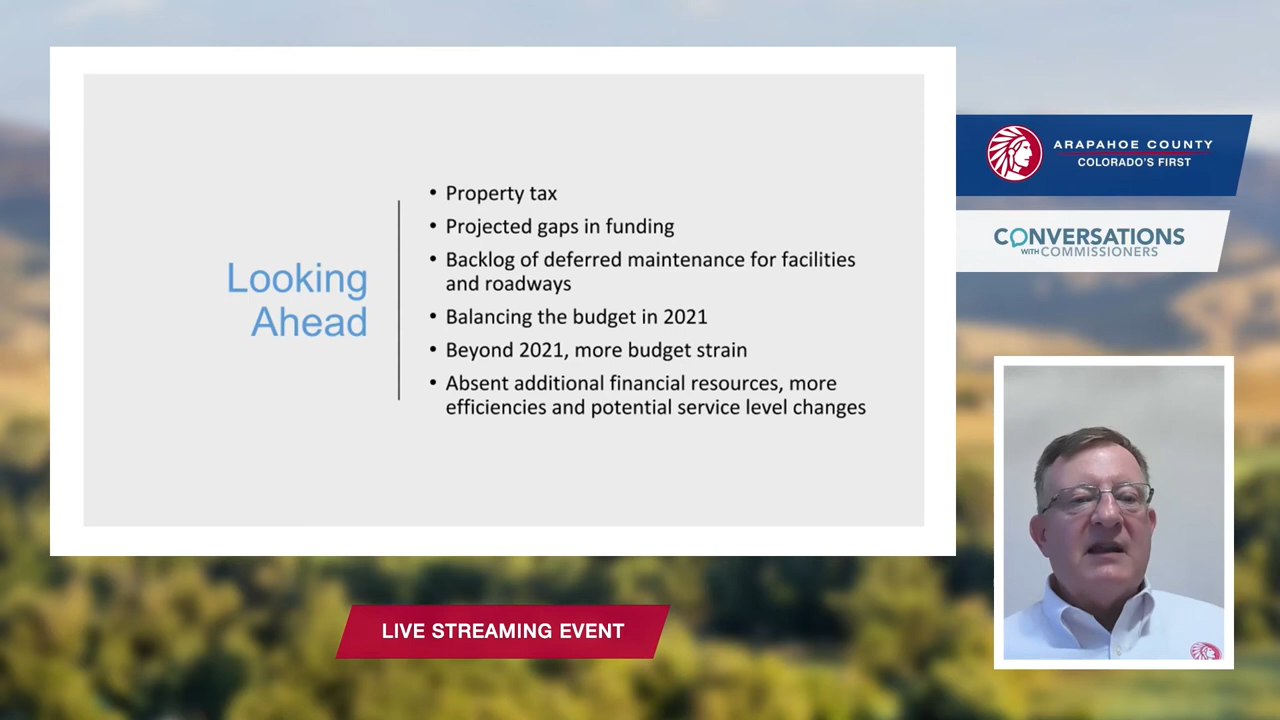 Looking
Ahead
• Property tax
• Projected gaps in funding
• Backlog of deferred maintenance for facilities
and roadways
• Balancing the budget in 2021
• Beyond 2021, more budget strain
• Absent additional financial resources, more
efficiencies and potential service level changes
ARAPAHOE COUNTY
COLORADO'S FIRST
CONVERSATIONS
WITH COMMISSIONERS
LIVE STREAMING EVENT